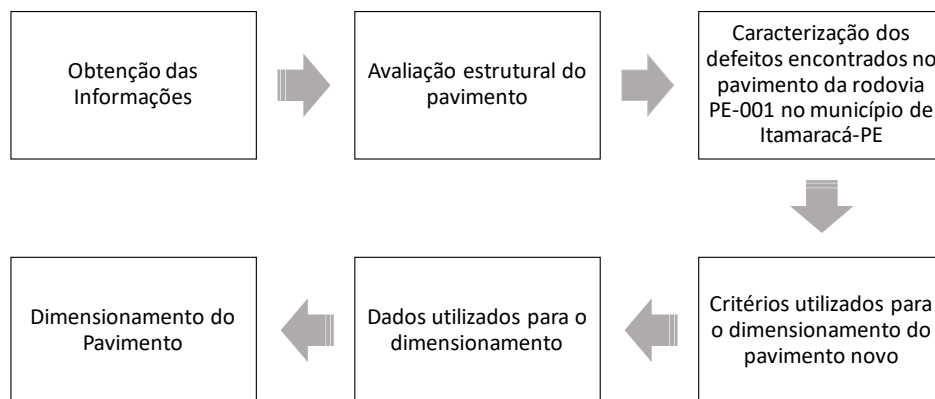 Obtenção das
Informações
Avaliação estrutural do
pavimento
Caracterização dos
defeitos encontrados no
pavimento da rodovia
PE-001 no município de
Itamaracá-PE
Critérios utilizados para
o dimensionamento do
pavimento novo
Dados utilizados para o
dimensionamento
Dimensionamento do
Pavimento